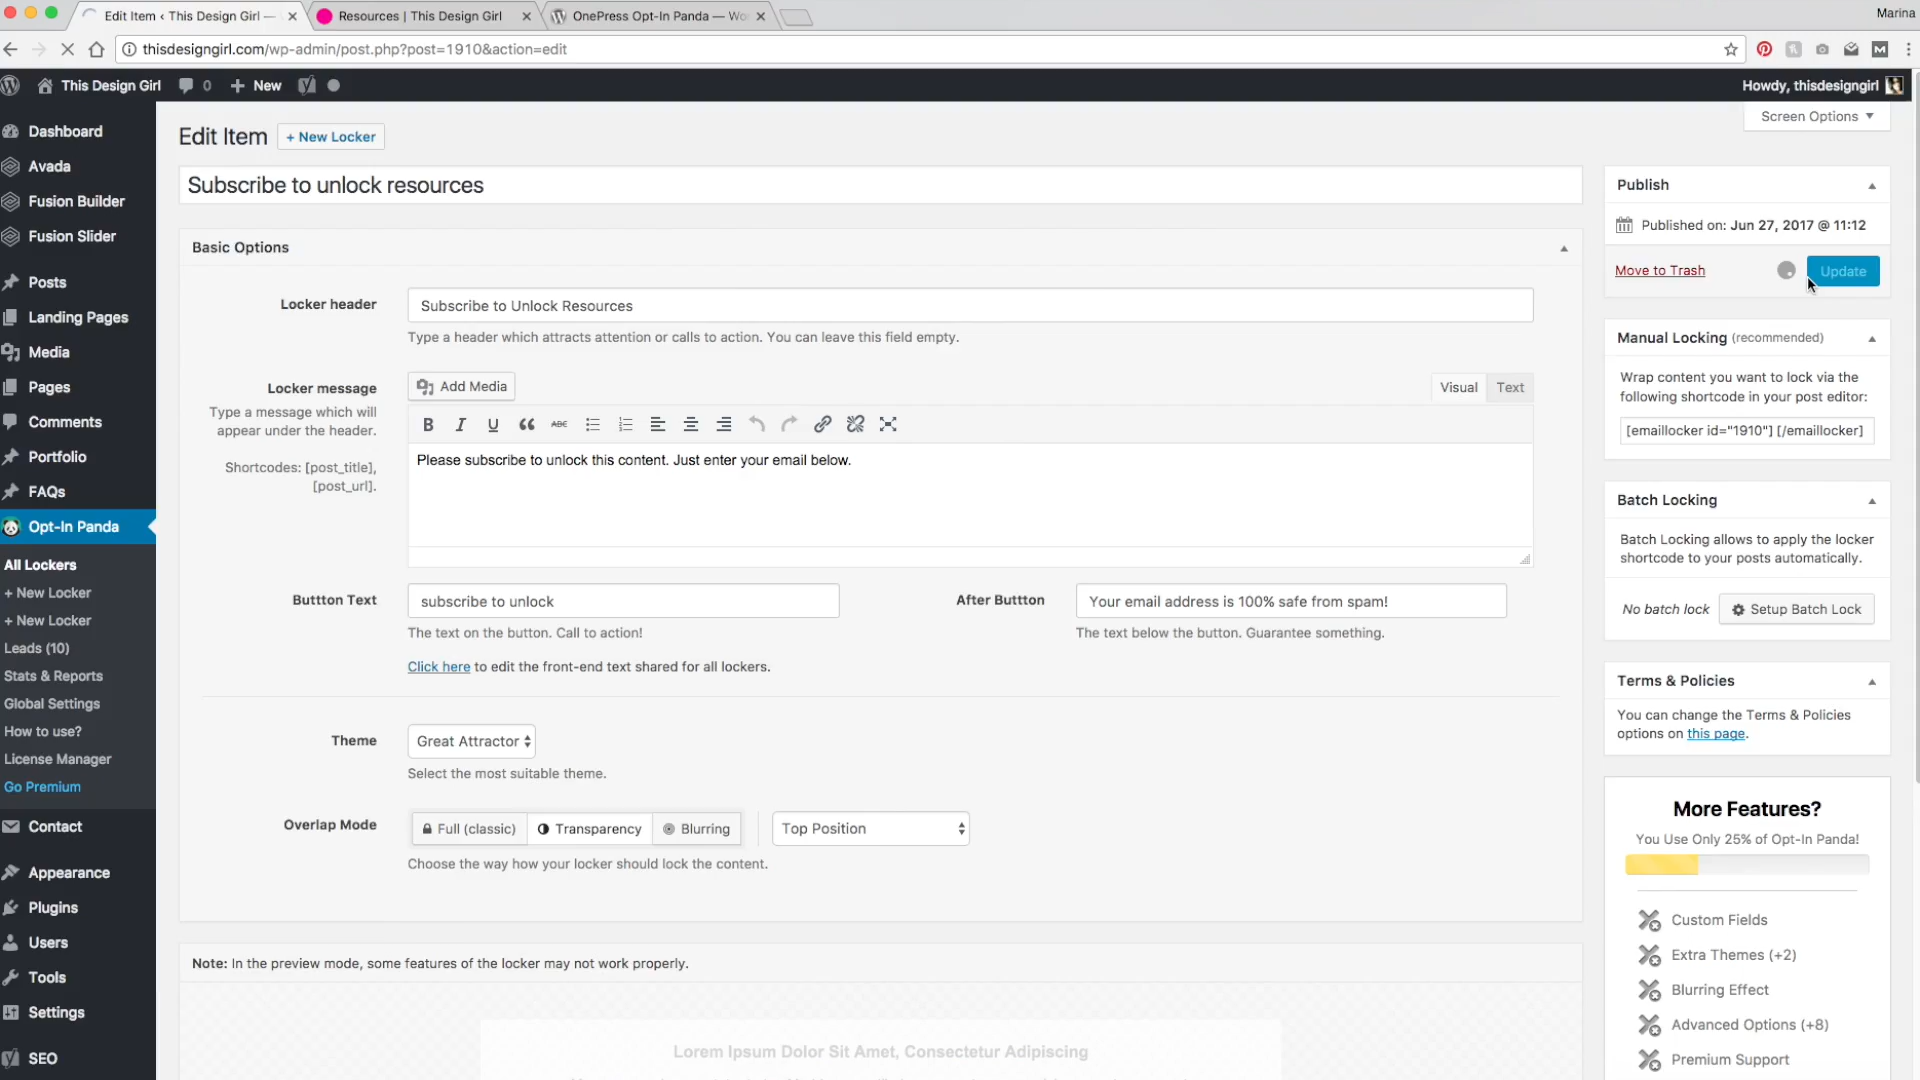 Edit Item ‹ This Design Girl —
Resources | This Design Girl
OnePress Opt-In Panda — Wo
Marina
thisdesigngirl.com/wp-admin/post.php?post=1910&action=edit
This Design Girl
0
New
Howdy, thisdesigngirl
Screen Options
Dashboard
Avada
Fusion Builder
Fusion Slider
Posts
Landing Pages
Media
Pages
Comments
Portfolio
FAQs
Opt-In Panda
All Lockers
+ New Locker
+ New Locker
Leads (10)
Stats & Reports
Global Settings
How to use?
License Manager
Go Premium
Contact
Appearance
Plugins
Users
Tools
Settings
SEO
Edit Item
+ New Locker
Subscribe to unlock resources
Basic Options
Locker header
Subscribe to Unlock Resources
Type a header which attracts attention or calls to action. You can leave this field empty.
Locker message
Type a message which will
appear under the header.
Shortcodes: [post_title],
[post_url].
Add Media
Visual
Text
B I U ABC
Please subscribe to unlock this content. Just enter your email below.
Buttton Text
subscribe to unlock
The text on the button. Call to action!
After Buttton
Your email address is 100% safe from spam!
The text below the button. Guarantee something.
Click here to edit the front-end text shared for all lockers.
Theme
Great Attractor
Select the most suitable theme.
Overlap Mode
Full (classic)
Transparency
Blurring
Top Position
Choose the way how your locker should lock the content.
Note: In the preview mode, some features of the locker may not work properly.
Lorem Ipsum Dolor Sit Amet, Consectetur Adipiscing
Publish
Published on: Jun 27, 2017 @ 11:12
Move to Trash
Update
Manual Locking (recommended)
Wrap content you want to lock via the
following shortcode in your post editor:
[emaillocker id="1910"] [/emaillocker]
Batch Locking
Batch Locking allows to apply the locker
shortcode to your posts automatically.
No batch lock
Setup Batch Lock
Terms & Policies
You can change the Terms & Policies
options on this page.
More Features?
You Use Only 25% of Opt-In Panda!
Custom Fields
Extra Themes (+2)
Blurring Effect
Advanced Options (+8)
Premium Support